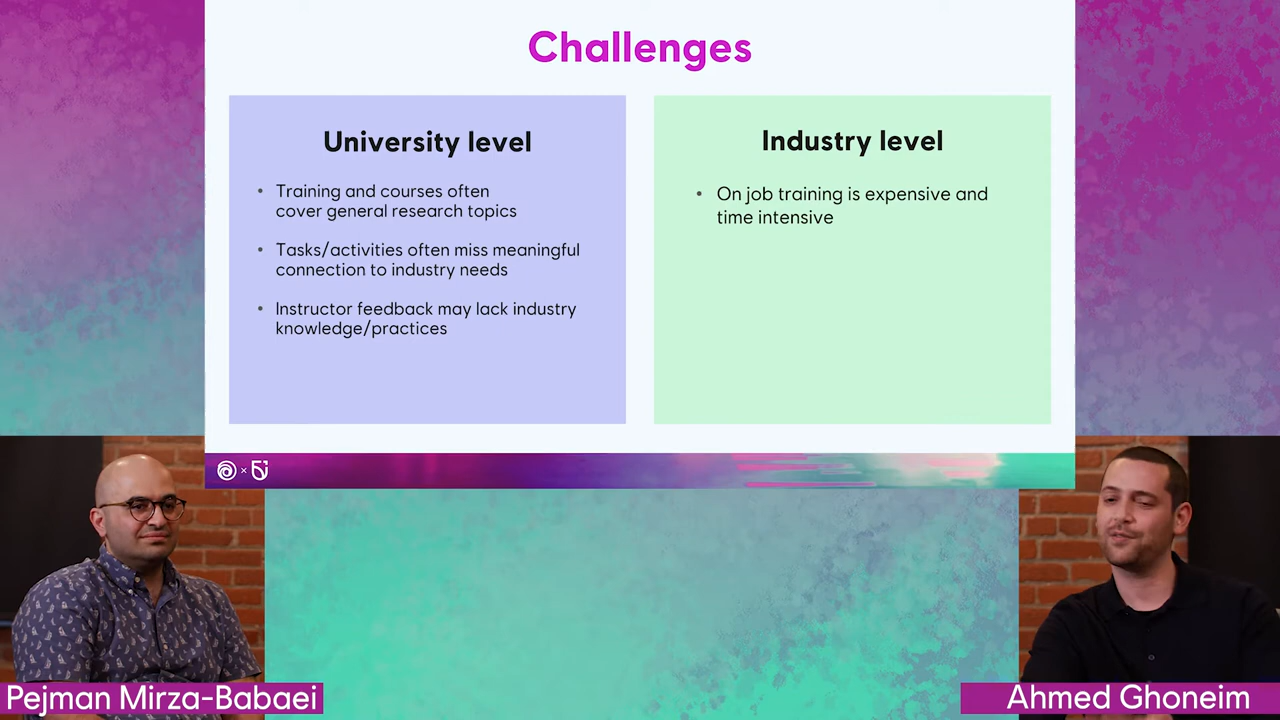 Challenges
University level
• Training and courses often
cover general research topics
• Tasks/activities often miss meaningful
connection to industry needs
• Instructor feedback may lack industry
knowledge/practices
Industry level
• On job training is expensive and
time intensive
×
Pejman Mirza-Babaei
Ahmed Ghoneim